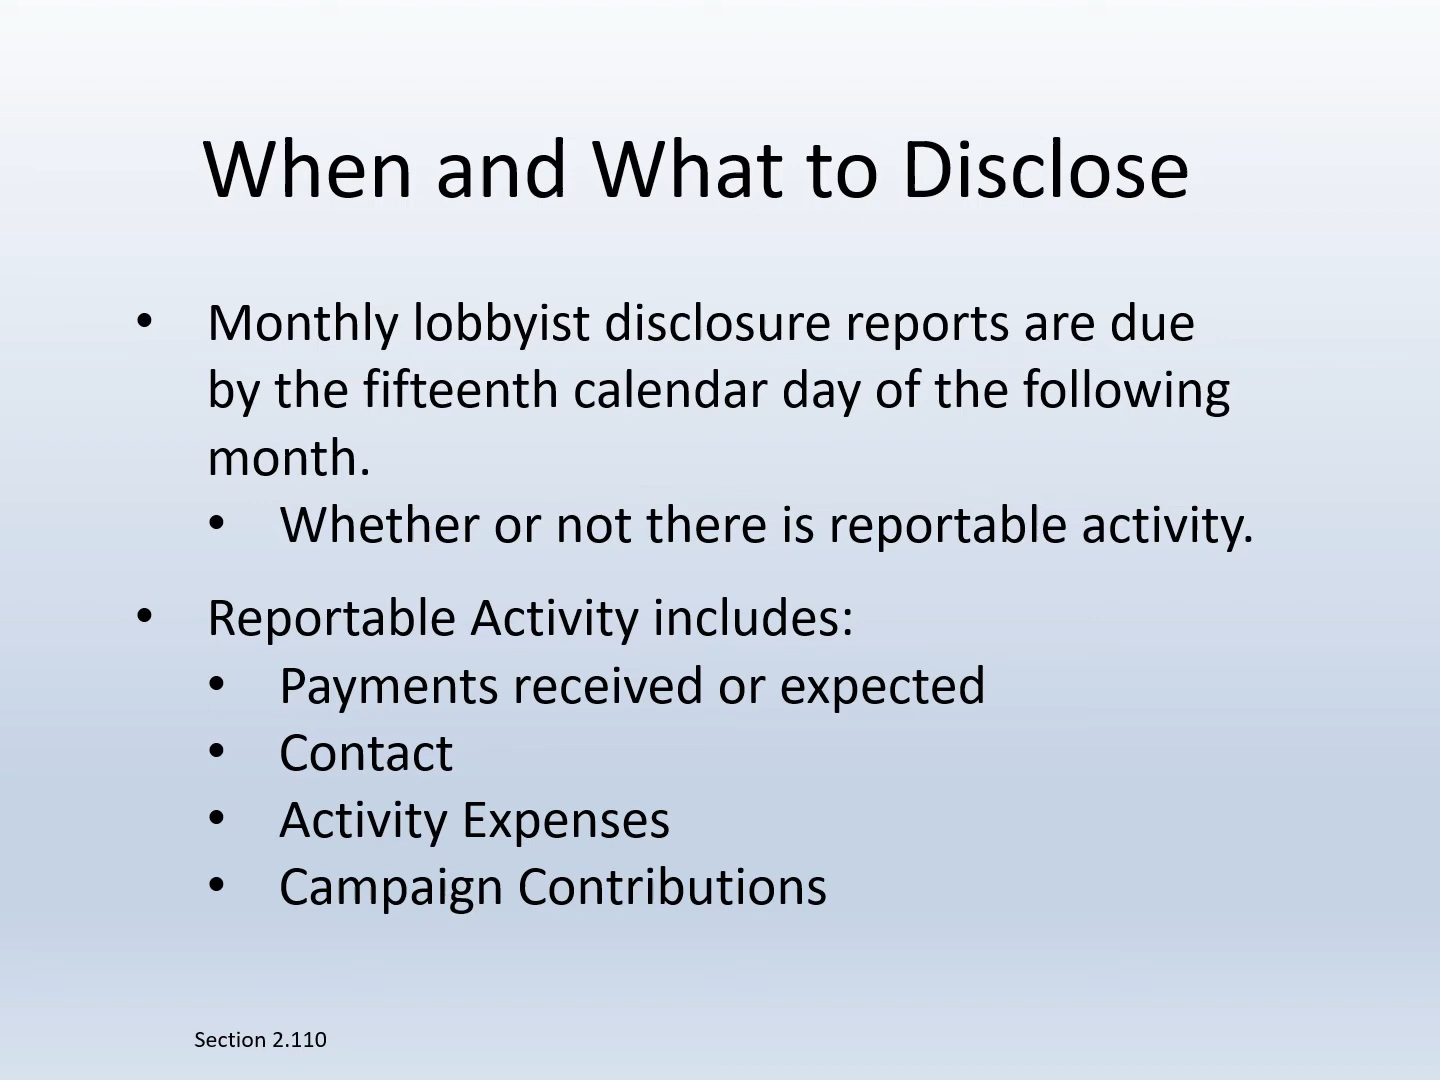 When and What to Disclose
• Monthly lobbyist disclosure reports are due
by the fifteenth calendar day of the following
month.
• Whether or not there is reportable activity.
• Reportable Activity includes:
• Payments received or expected
• Contact
• Activity Expenses
• Campaign Contributions
Section 2.110